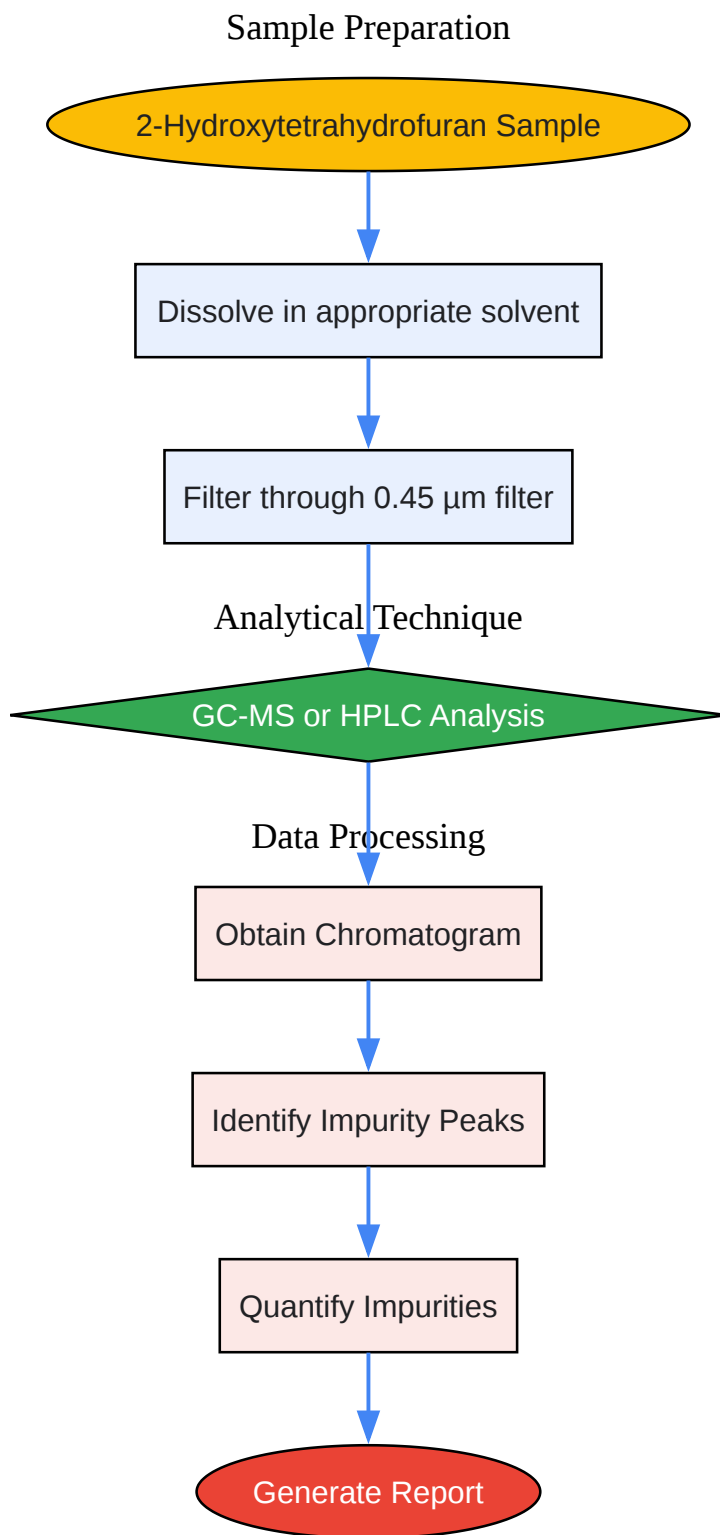 Sample Preparation
2-Hydroxytetrahydrofuran Sample
Dissolve in appropriate solvent
Filter through 0.45 µm filter
Analytical Technique
GC-MS or HPLC Analysis
Data Processing
Obtain Chromatogram
Identify Impurity Peaks
Quantify Impurities
Generate Report